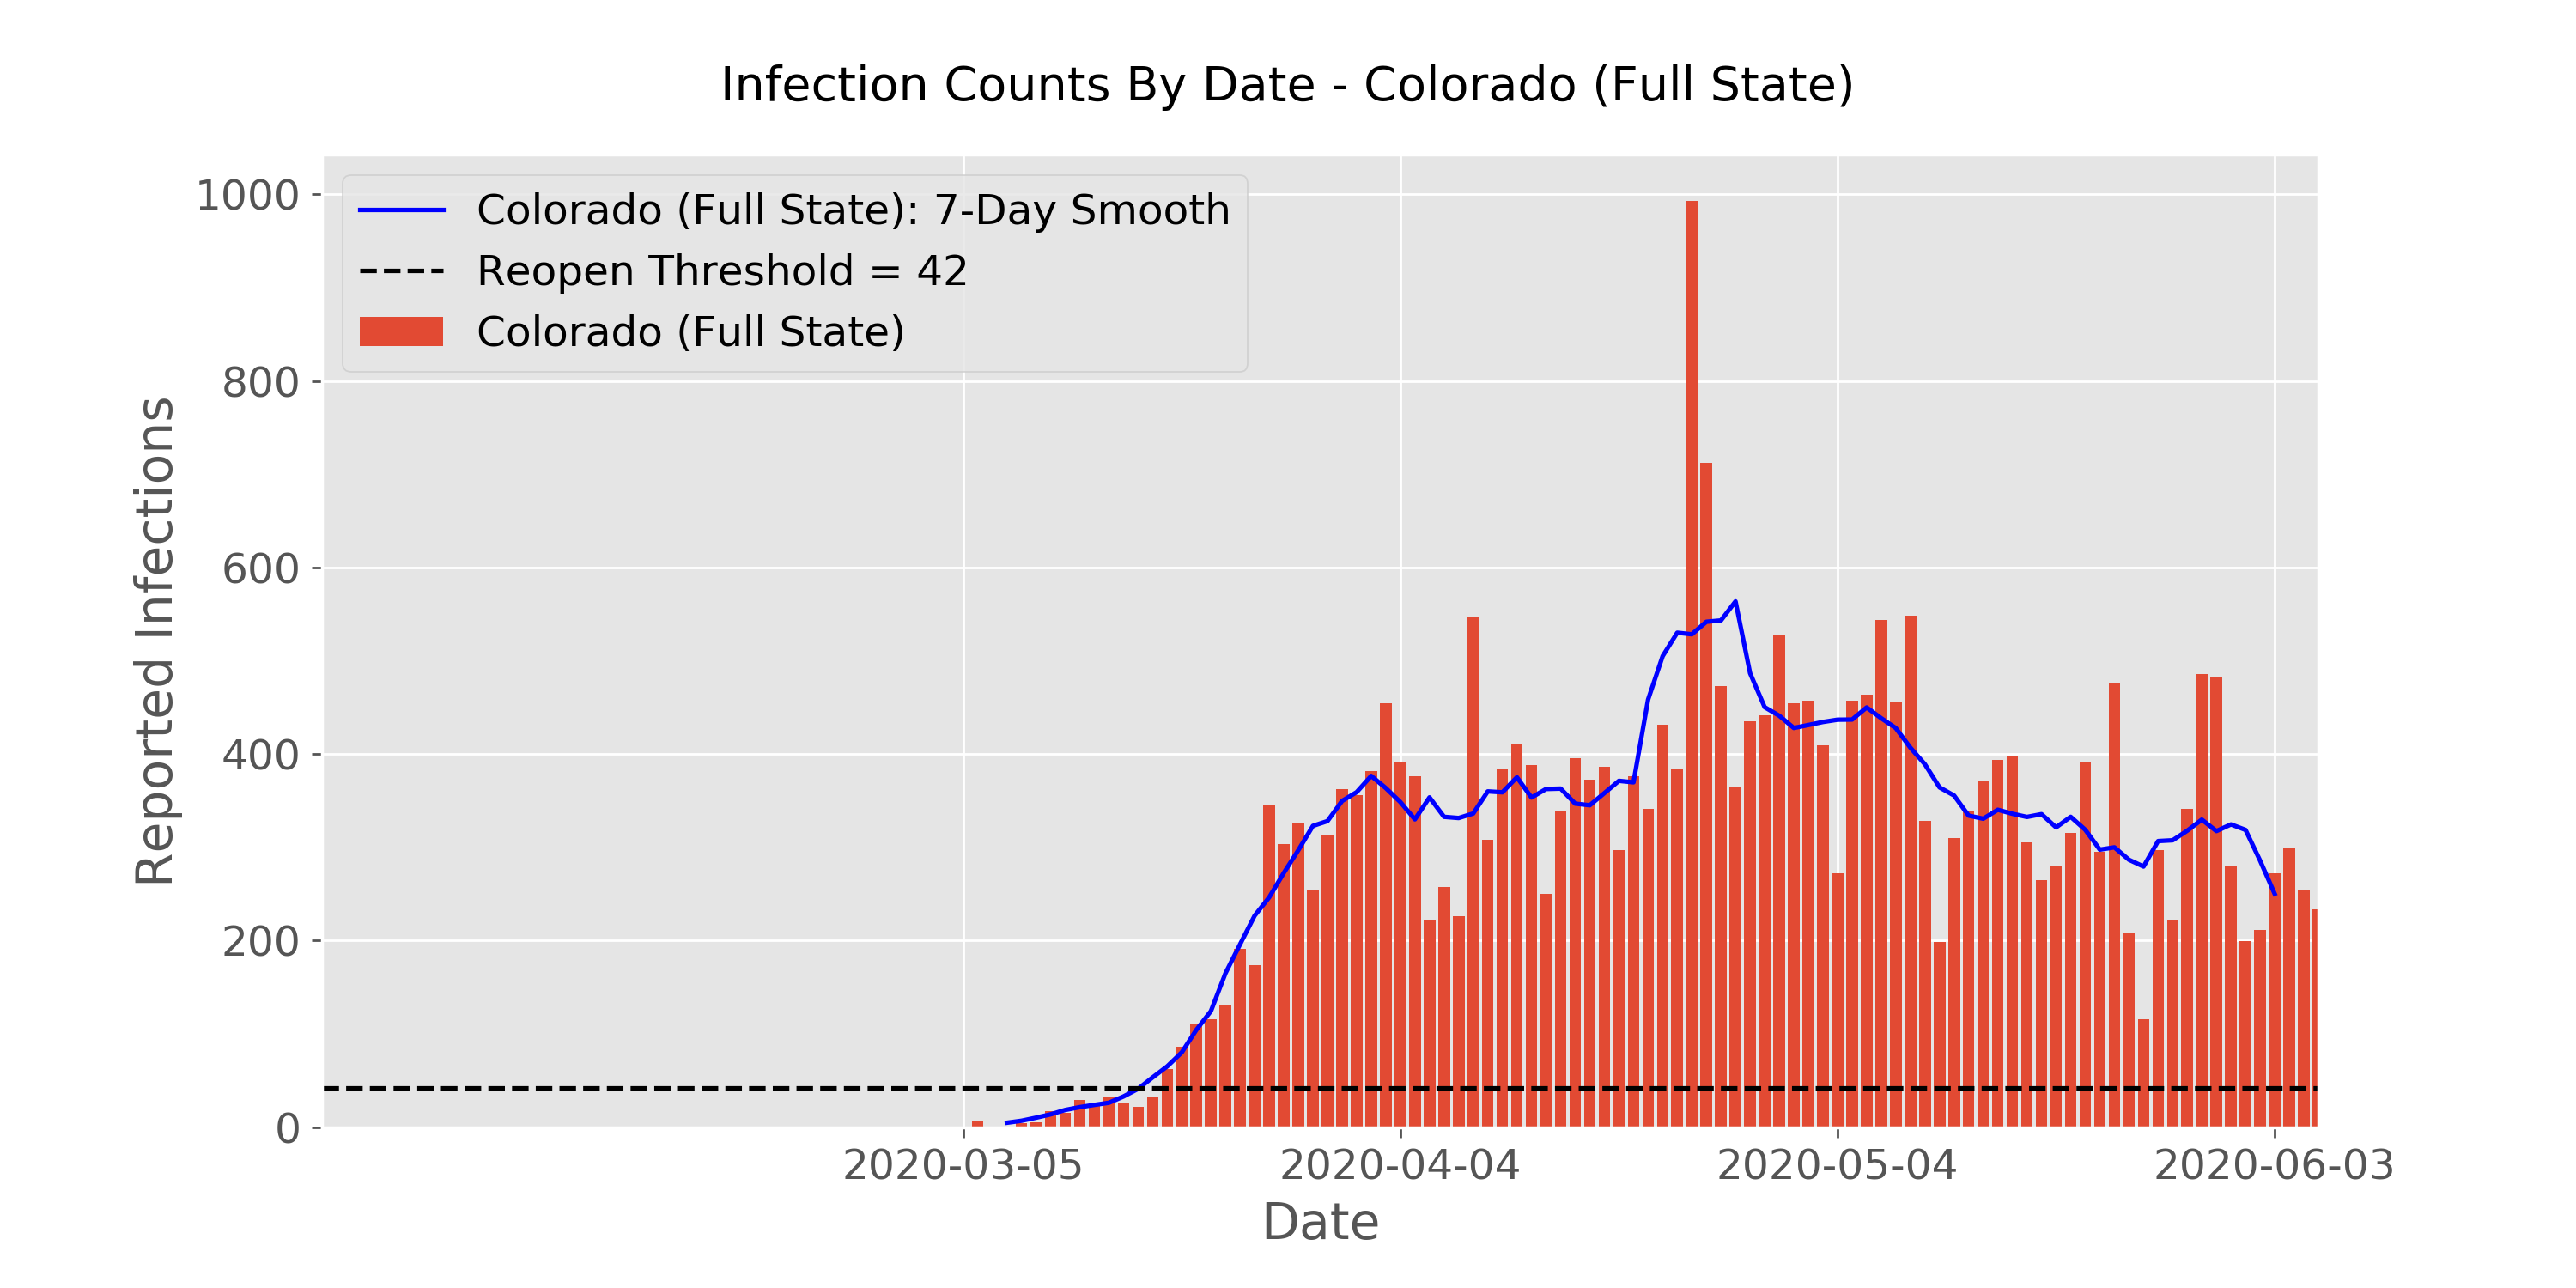 Infection Counts By Date - Colorado (Full State)
Colorado (Full State): 7-Day Smooth
Reopen Threshold = 42
Colorado (Full State)
Reported Infections
1000
800
600
400
200
0
2020-03-05 2020-04-04 2020-05-04 2020-06-03
Date